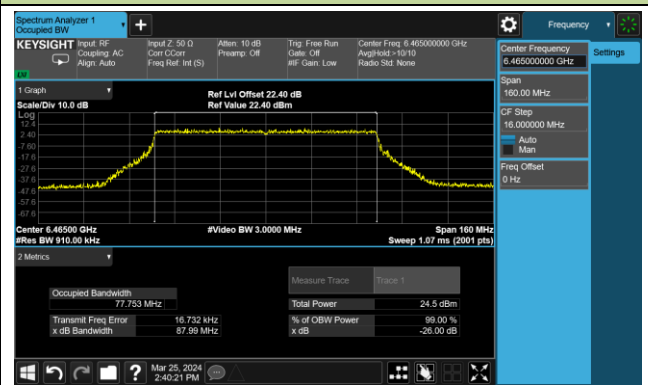 Spectrum Analyzer 1
Occupied BW
Frequency
KEYSIGHT
Input: RF
Coupling: AC
Align: Auto
Input Z: 50 Ω
Corr CCorr
Freq Ref: Int (S)
Atten: 10 dB
Preamp: Off
Trig: Free Run
Gate: Off
#IF Gain: Low
Center Freq: 6.465000000 GHz
Avg|Hold:>10/10
Radio Std: None
Center Frequency
6.465000000 GHz
Settings
Span
160.00 MHz
CF Step
16.000000 MHz
Auto
Man
Freq Offset
0 Hz
1 Graph
Scale/Div 10.0 dB
Ref Lvl Offset 22.40 dB
Ref Value 22.40 dBm
Log
12.4
2.40
-7.60
-17.6
-27.6
-37.6
-47.6
-57.6
-67.6
Center 6.46500 GHz
#Res BW 910.00 kHz
#Video BW 3.0000 MHz
Span 160 MHz
Sweep 1.07 ms (2001 pts)
2 Metrics
Measure Trace
Trace 1
Occupied Bandwidth
77.753 MHz
Total Power
24.5 dBm
Transmit Freq Error
16.732 kHz
% of OBW Power
99.00 %
x dB Bandwidth
87.99 MHz
x dB
-26.00 dB
Mar 25, 2024
2:40:21 PM